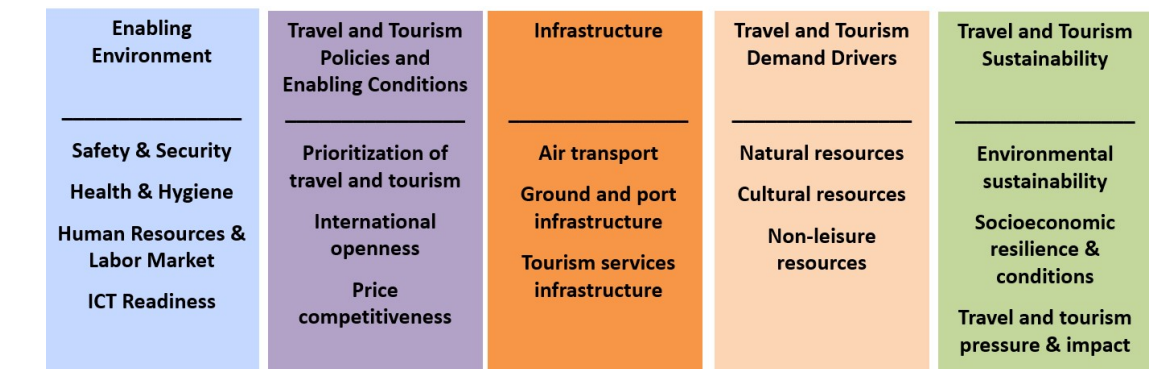 Enabling
Environment
Safety & Security
Health & Hygiene
Human Resources &
Labor Market
ICT Readiness
Travel and Tourism
Policies and
Enabling Conditions
Prioritization of
travel and tourism
International
openness
Price
competitiveness
Infrastructure
Air transport
Ground and port
infrastructure
Tourism services
infrastructure
Travel and Tourism
Demand Drivers
Natural resources
Cultural resources
Non-leisure
resources
Travel and Tourism
Sustainability
Environmental
sustainability
Socioeconomic
resilience &
conditions
Travel and tourism
pressure & impact